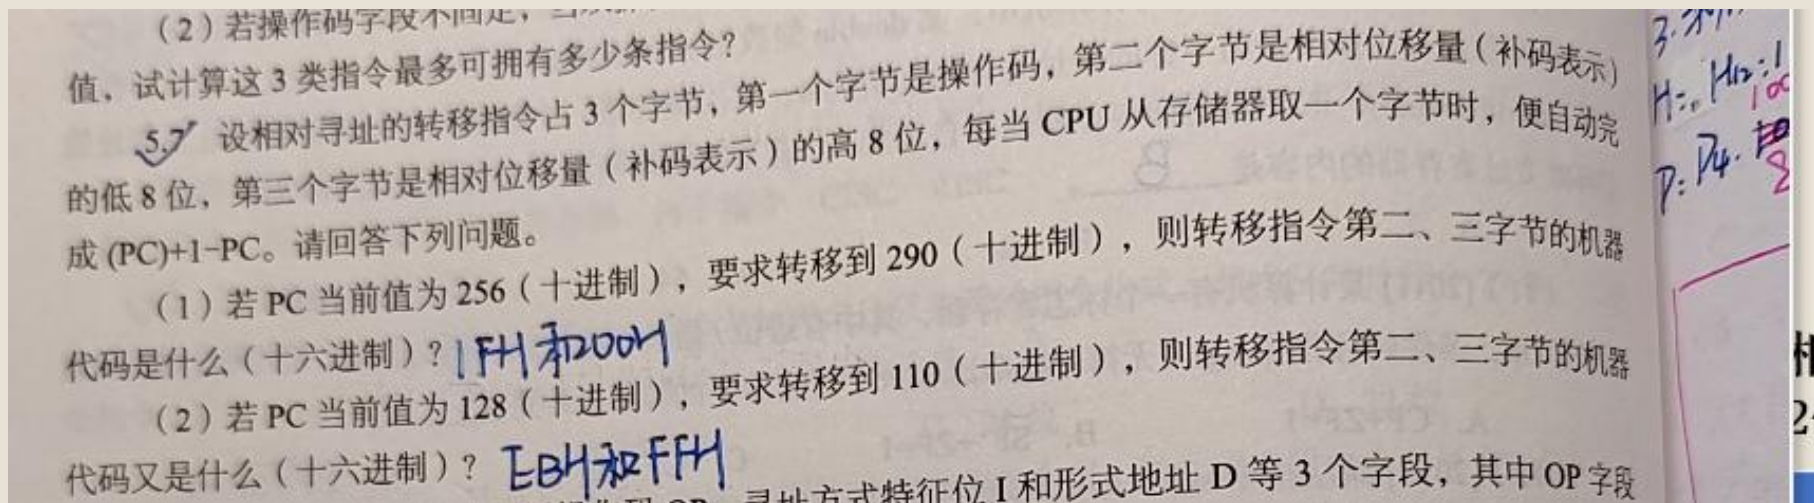 （2）若操作码字段不固定，
值，试计算这3类指令最多可拥有多少条指令？
5.7 设相对寻址的转移指令占3个字节，第一个字节是操作码，第二个字节是相对位移量（补码表示）
的低8位，第三个字节是相对位移量（补码表示）的高8位，每当CPU从存储器取一个字节时，便自动完
成(PC)+1-PC。请回答下列问题。
（1）若PC当前值为256（十进制），要求转移到290（十进制），则转移指令第二、三字节的机器
代码是什么（十六进制）？1FH和00H
（2）若PC当前值为128（十进制），要求转移到110（十进制），则转移指令第二、三字节的机器
代码又是什么（十六进制）？EBH和FFH
寻址方式特征位I和形式地址D等3个字段，其中OP字段